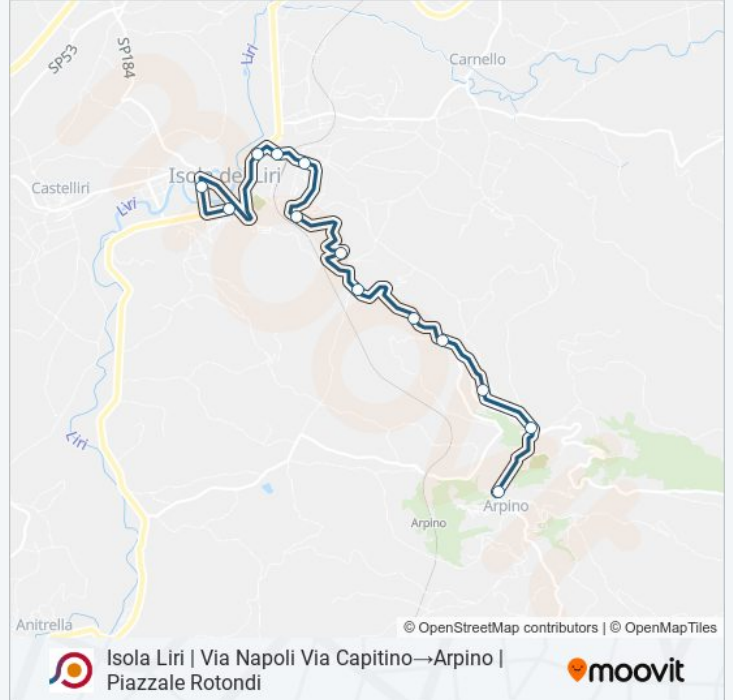 Liri
SP53
SP184
Carnello
Isola del Liri
Castelliri
Liri
Liri
Arpino
Arpino
Anitrella
© OpenStreetMap contributors | © OpenMapTiles
Isola Liri | Via Napoli Via Capitino→Arpino |
Piazzale Rotondi
moovit